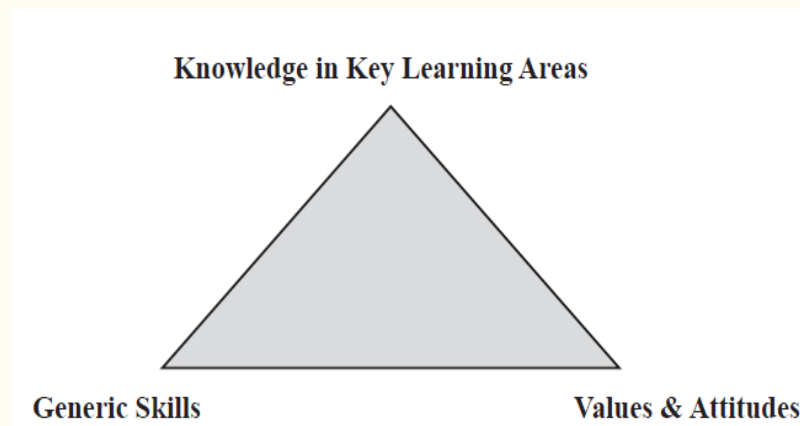 Knowledge in Key Learning Areas
Generic Skills
Values & Attitudes